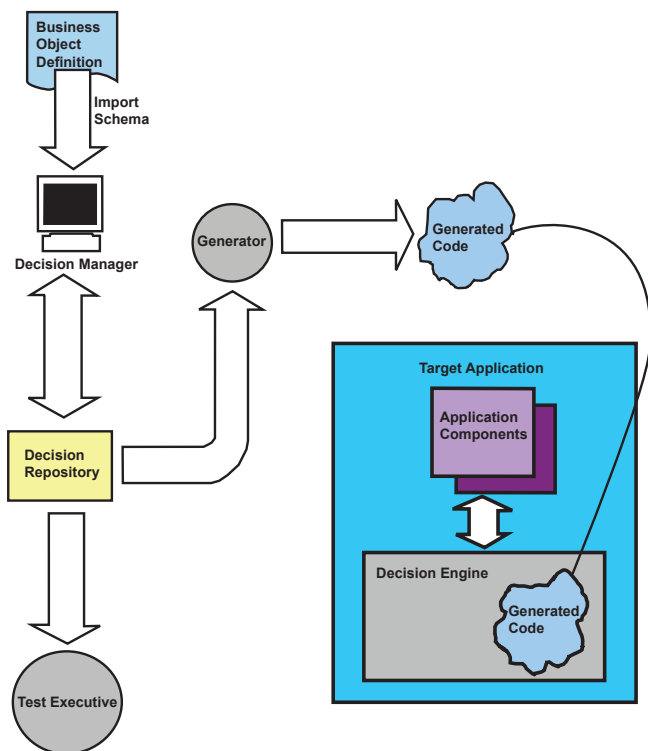 Business
Object
Definition
Import
Schema
Decision Manager
Generator
Generated
Code
Target Application
Application
Components
Decision
Repository
Decision Engine
Generated
Code
Test Executive